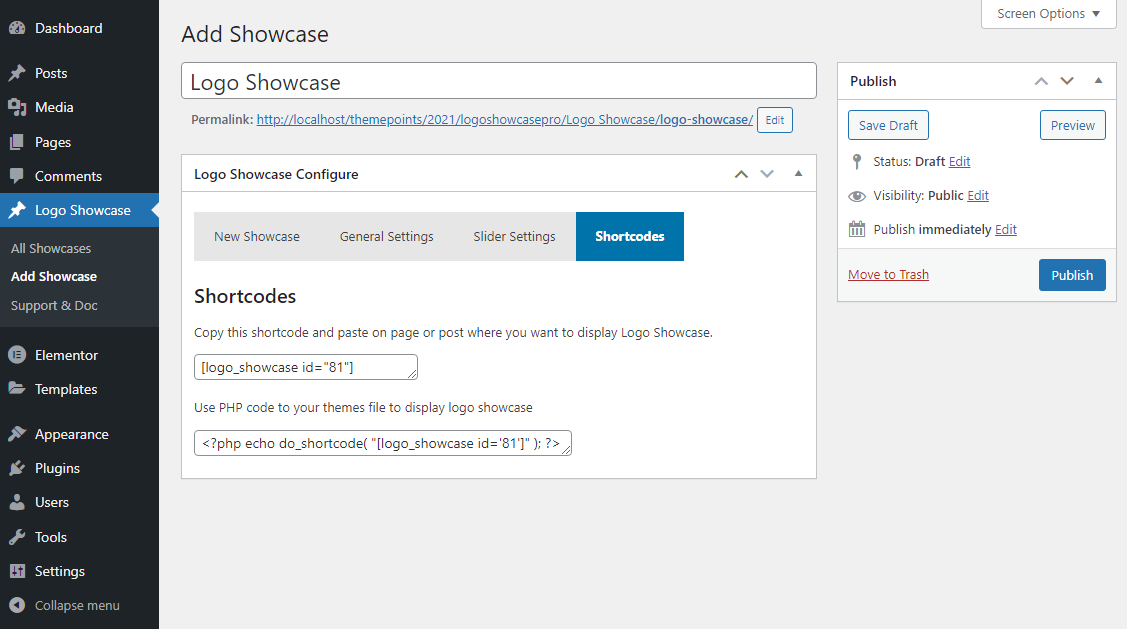 Dashboard
Posts
Media
Pages
Comments
Logo Showcase
All Showcases
Add Showcase
Support & Doc
Elementor
Templates
Appearance
Plugins
Users
Tools
Settings
Collapse menu
Screen Options
Add Showcase
Logo Showcase
Permalink: http://localhost/themepoints/2021/logoshowcasepro/Logo Showcase/logo-showcase/ Edit
Logo Showcase Configure
New Showcase General Settings Slider Settings Shortcodes
Shortcodes
Copy this shortcode and paste on page or post where you want to display Logo Showcase.
[logo_showcase id="81"]
Use PHP code to your themes file to display logo showcase
<?php echo do_shortcode( "[logo_showcase id='81']" ); ?>
Publish
Save Draft Preview
Status: Draft Edit
Visibility: Public Edit
Publish immediately Edit
Move to Trash Publish